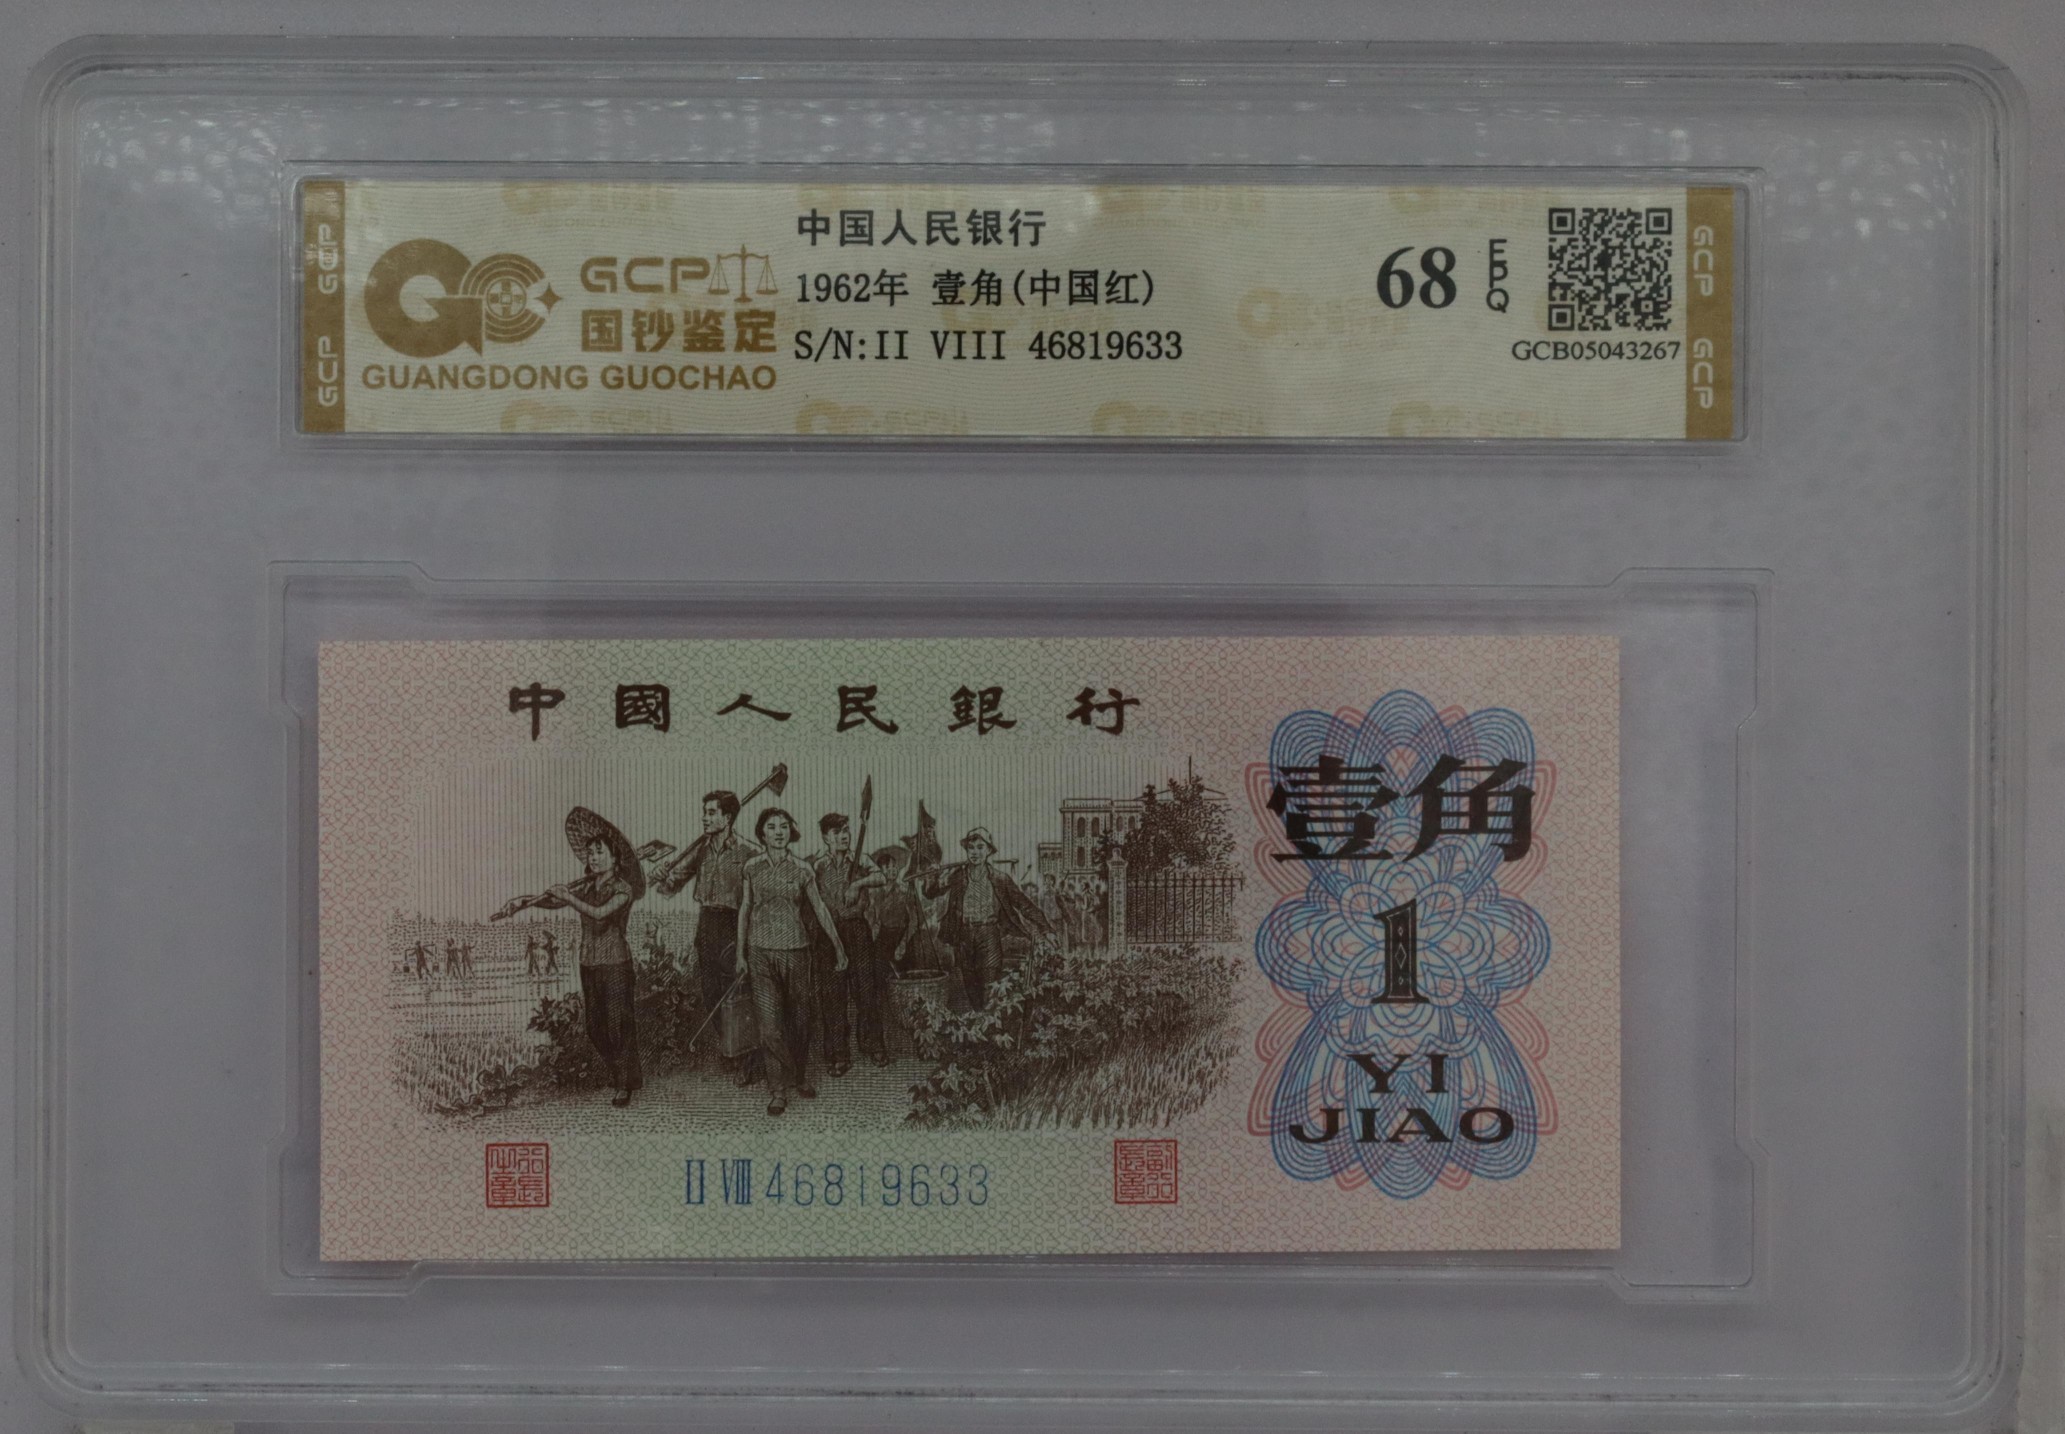 GCP
GCP
GCP
国钞鉴定
GUANGDONG GUOCHAO
中国人民银行
1962年 壹角(中国红)
S/N:II VIII 46819633
68 EPQ
GCB05043267
GCP
GCP
中國人民銀行
壹角
1
YI
JIAO
II VIII 46819633